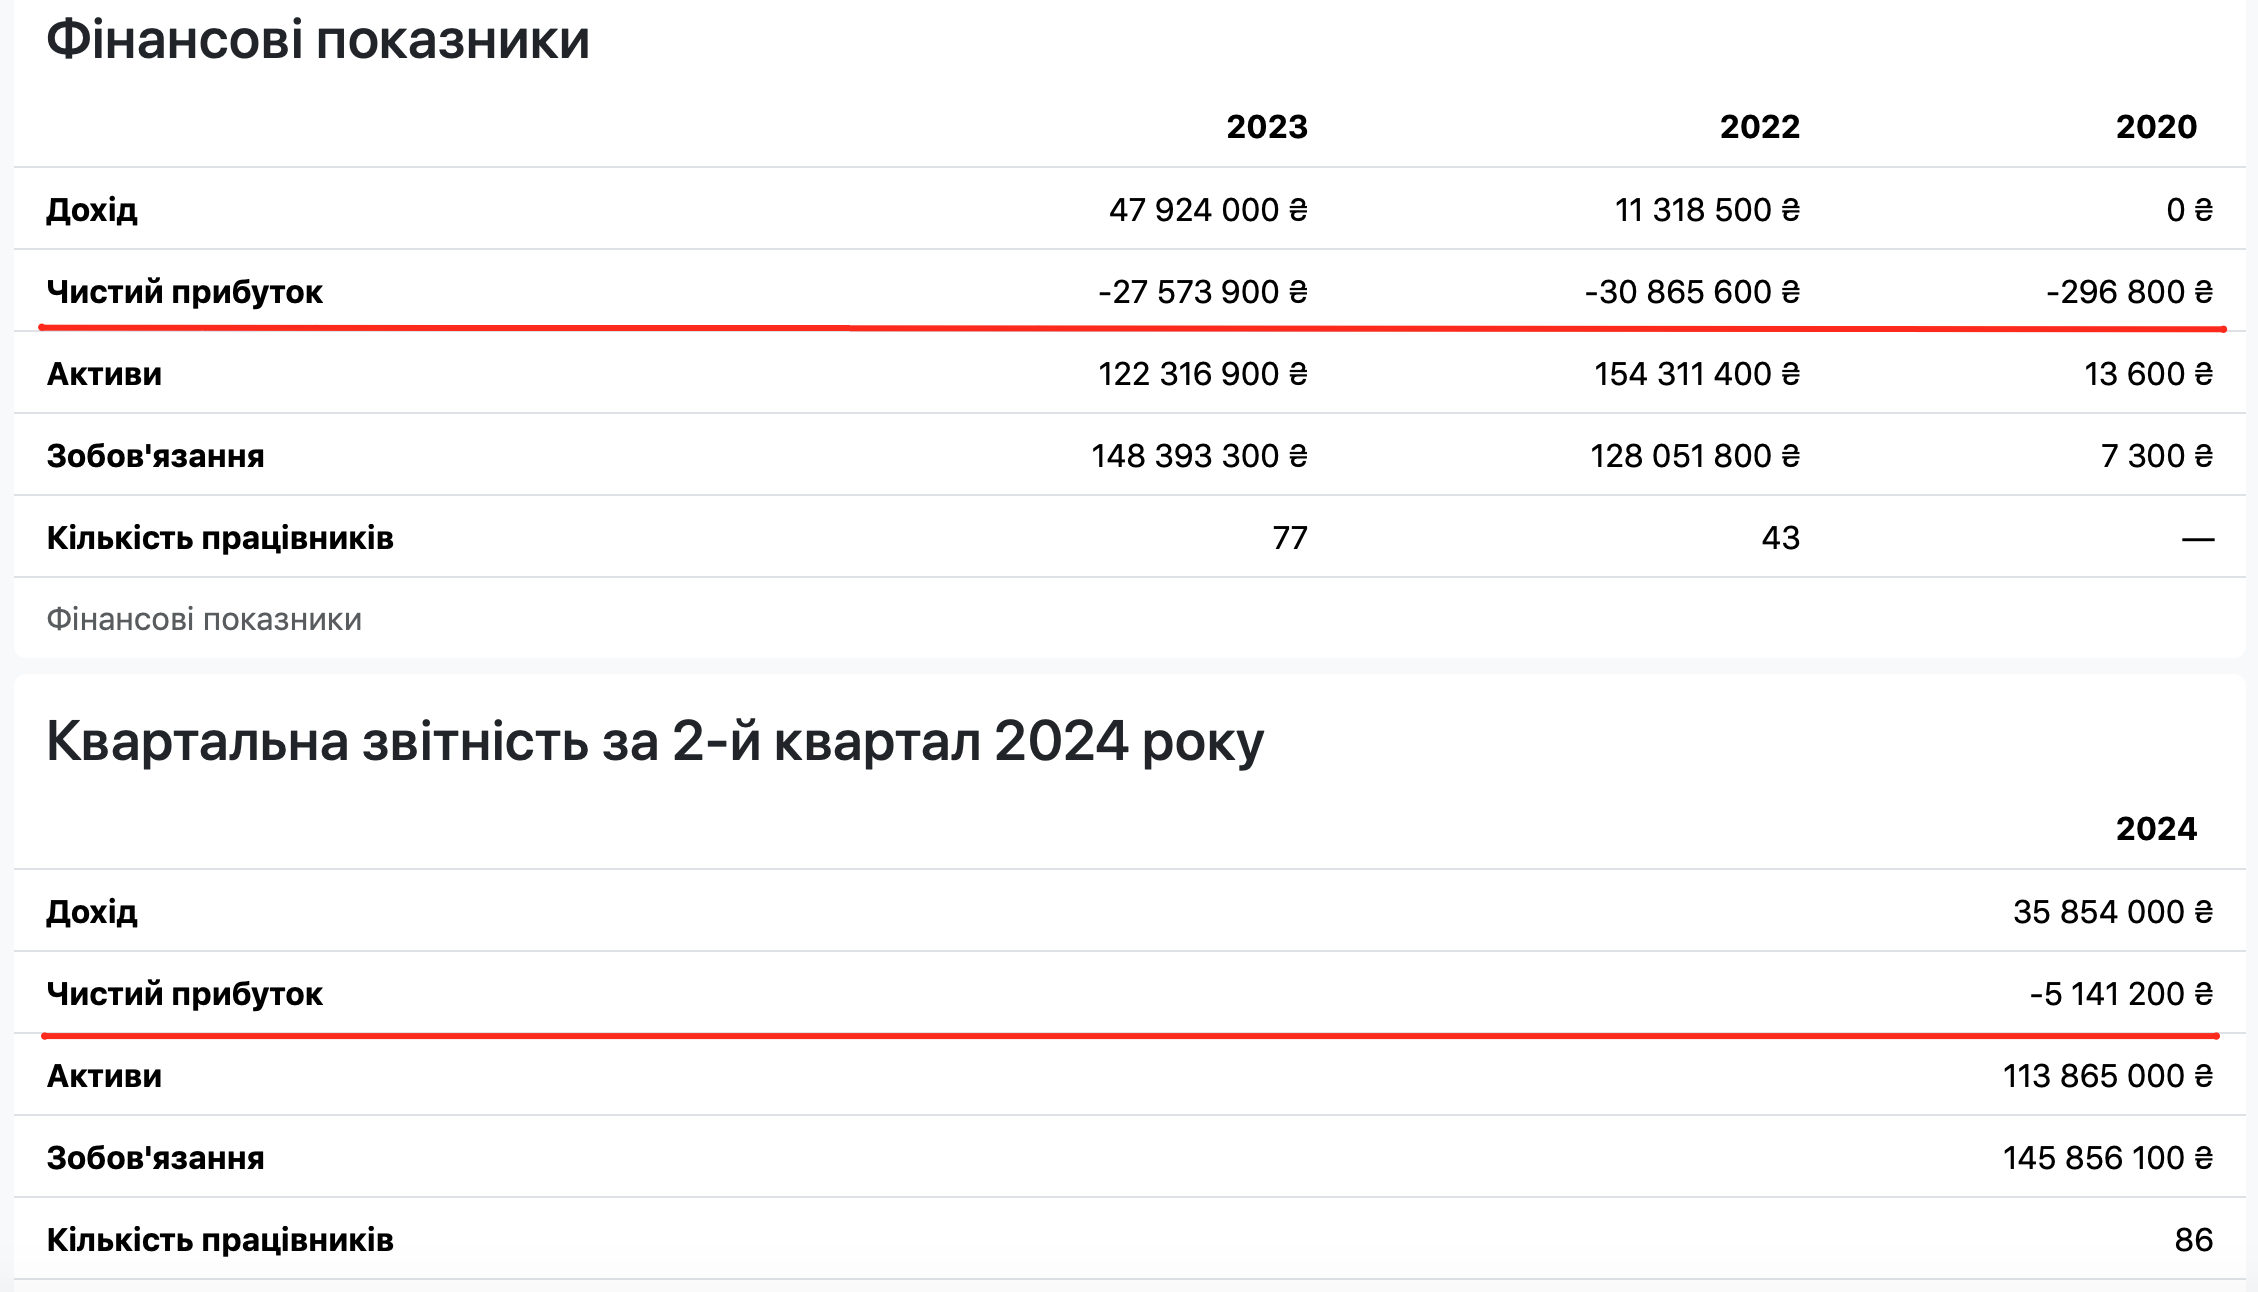 Фінансові показники
2023 2022 2020
Дохід 47 924 000 ₴ 11 318 500 ₴ 0 ₴
Чистий прибуток -27 573 900 ₴ -30 865 600 ₴ -296 800 ₴
Активи 122 316 900 ₴ 154 311 400 ₴ 13 600 ₴
Зобов'язання 148 393 300 ₴ 128 051 800 ₴ 7 300 ₴
Кількість працівників 77 43 —
Фінансові показники
Квартальна звітність за 2-й квартал 2024 року
2024
Дохід 35 854 000 ₴
Чистий прибуток -5 141 200 ₴
Активи 113 865 000 ₴
Зобов'язання 145 856 100 ₴
Кількість працівників 86